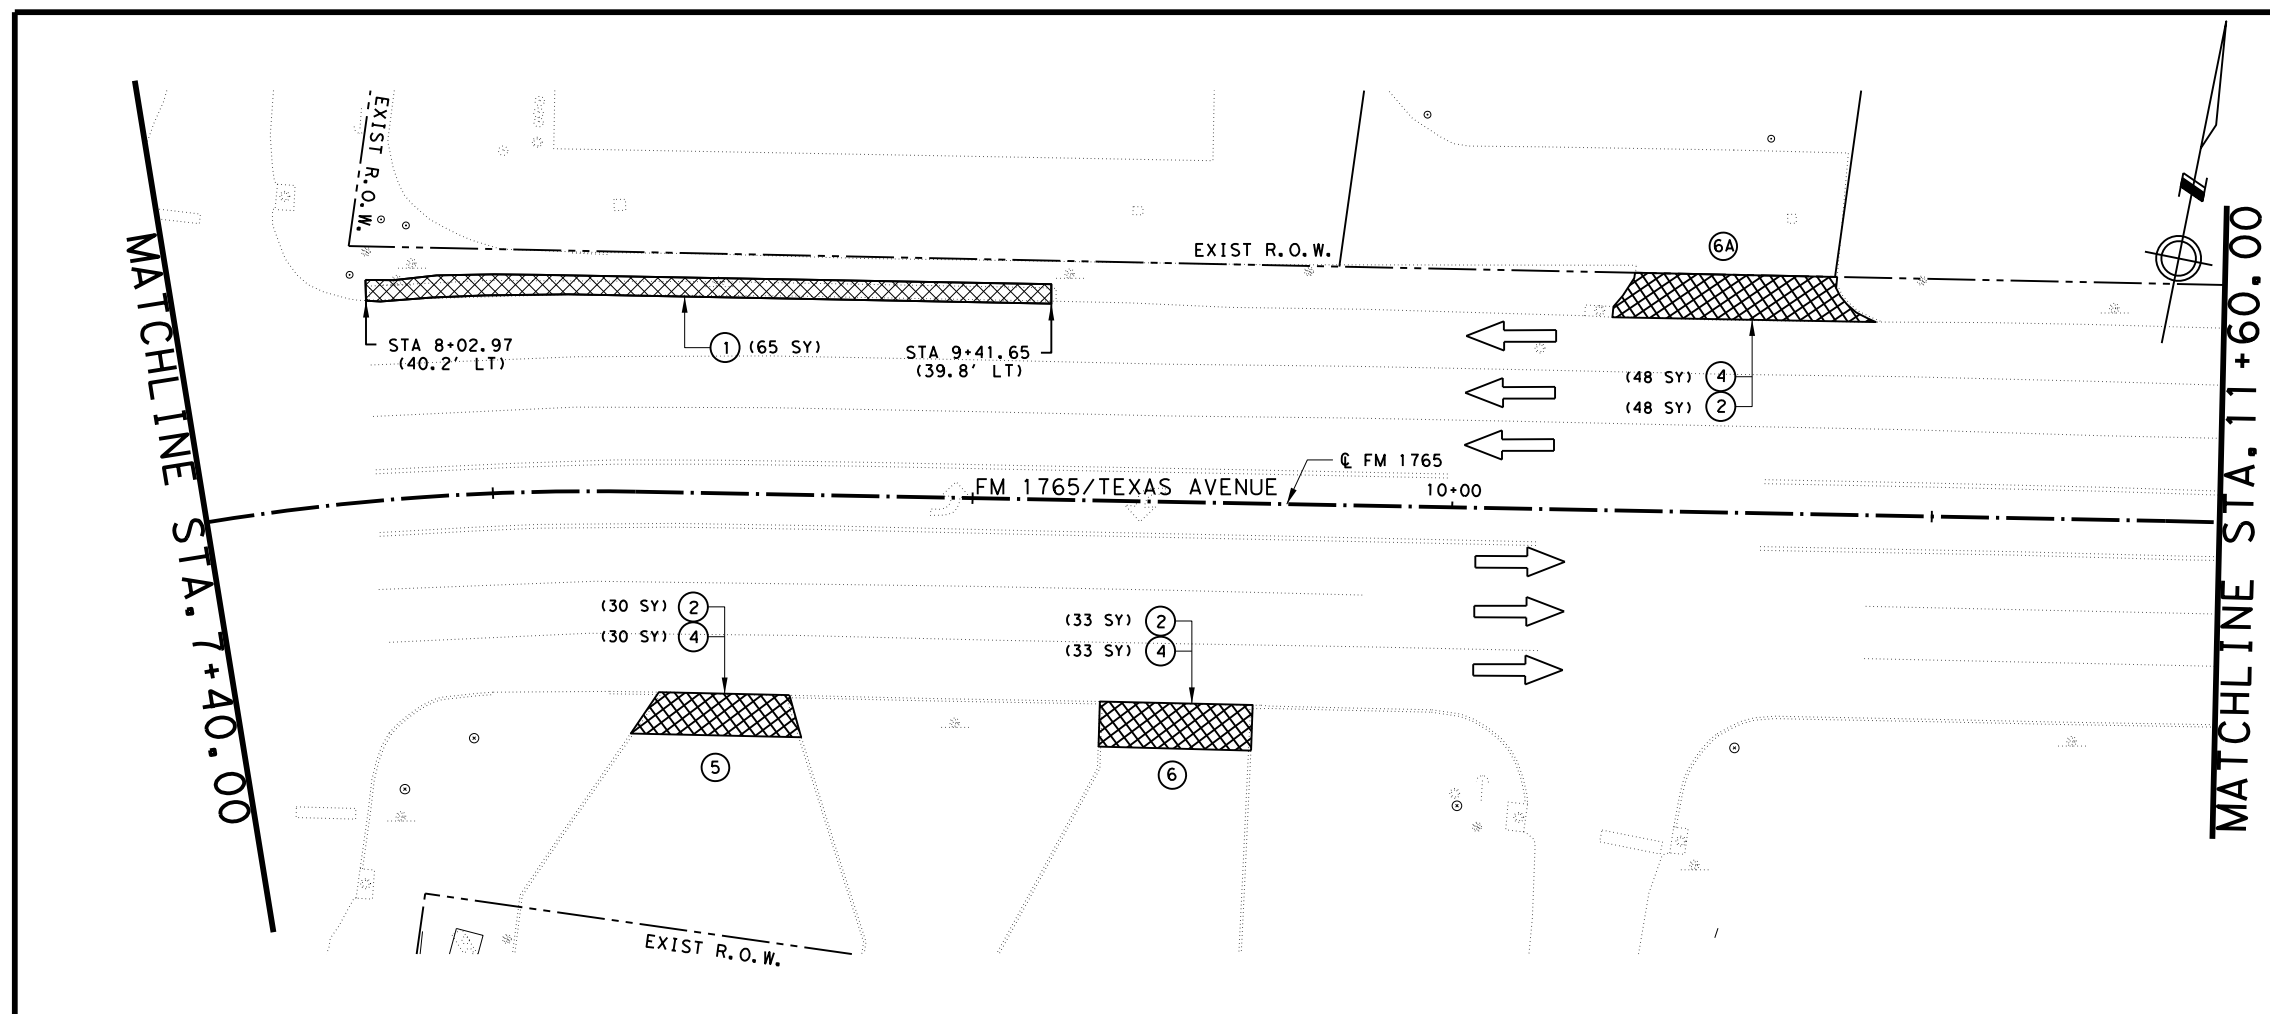 EXIST R.O.W.
EXIST R.O.W.
6A
N
MATCHLINE STA. 7+40.00
STA 8+02.97
(40.2' LT)
1 (65 SY)
STA 9+41.65
(39.8' LT)
(48 SY) 4
(48 SY) 2
℄ FM 1765
FM 1765/TEXAS AVENUE
10+00
MATCHLINE STA. 11+60.00
(30 SY) 2
(30 SY) 4
(33 SY) 2
(33 SY) 4
5
6
EXIST R.O.W.